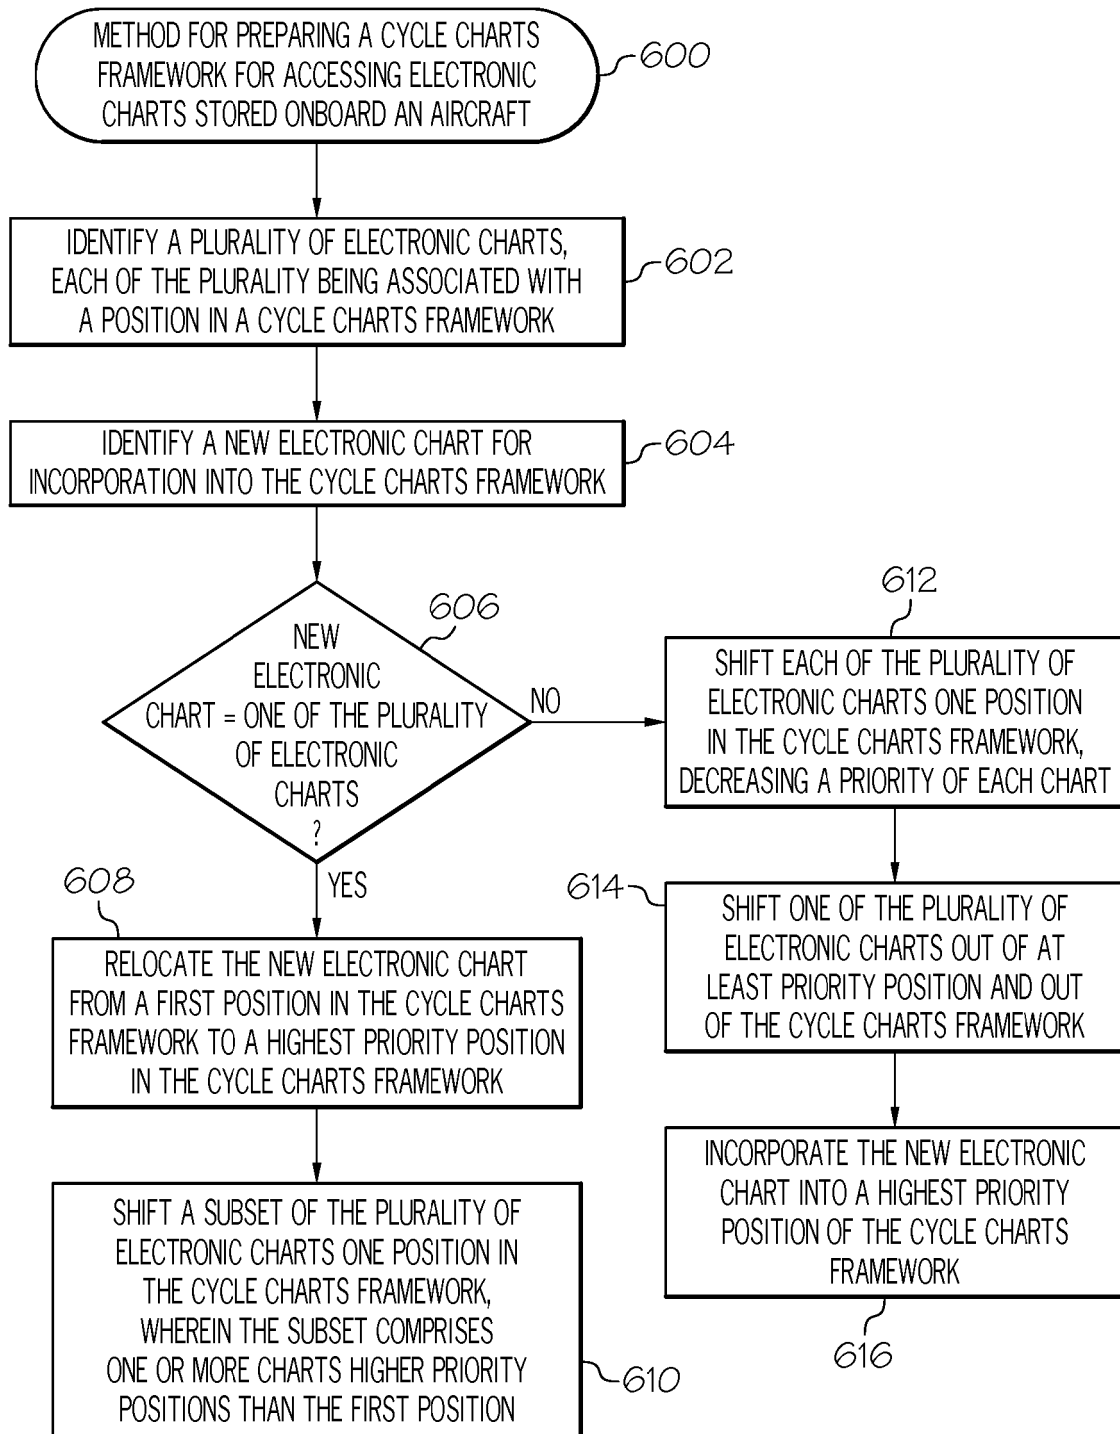 METHOD FOR PREPARING A CYCLE CHARTS
FRAMEWORK FOR ACCESSING ELECTRONIC
CHARTS STORED ONBOARD AN AIRCRAFT
600
IDENTIFY A PLURALITY OF ELECTRONIC CHARTS,
EACH OF THE PLURALITY BEING ASSOCIATED WITH
A POSITION IN A CYCLE CHARTS FRAMEWORK
602
IDENTIFY A NEW ELECTRONIC CHART FOR
INCORPORATION INTO THE CYCLE CHARTS FRAMEWORK
604
NEW
ELECTRONIC
CHART = ONE OF THE PLURALITY
OF ELECTRONIC
CHARTS
?
606
NO
YES
608
RELOCATE THE NEW ELECTRONIC CHART
FROM A FIRST POSITION IN THE CYCLE CHARTS
FRAMEWORK TO A HIGHEST PRIORITY POSITION
IN THE CYCLE CHARTS FRAMEWORK
SHIFT A SUBSET OF THE PLURALITY OF
ELECTRONIC CHARTS ONE POSITION IN
THE CYCLE CHARTS FRAMEWORK,
WHEREIN THE SUBSET COMPRISES
ONE OR MORE CHARTS HIGHER PRIORITY
POSITIONS THAN THE FIRST POSITION
610
612
SHIFT EACH OF THE PLURALITY OF
ELECTRONIC CHARTS ONE POSITION
IN THE CYCLE CHARTS FRAMEWORK,
DECREASING A PRIORITY OF EACH CHART
614
SHIFT ONE OF THE PLURALITY OF
ELECTRONIC CHARTS OUT OF AT
LEAST PRIORITY POSITION AND OUT
OF THE CYCLE CHARTS FRAMEWORK
INCORPORATE THE NEW ELECTRONIC
CHART INTO A HIGHEST PRIORITY
POSITION OF THE CYCLE CHARTS
FRAMEWORK
616